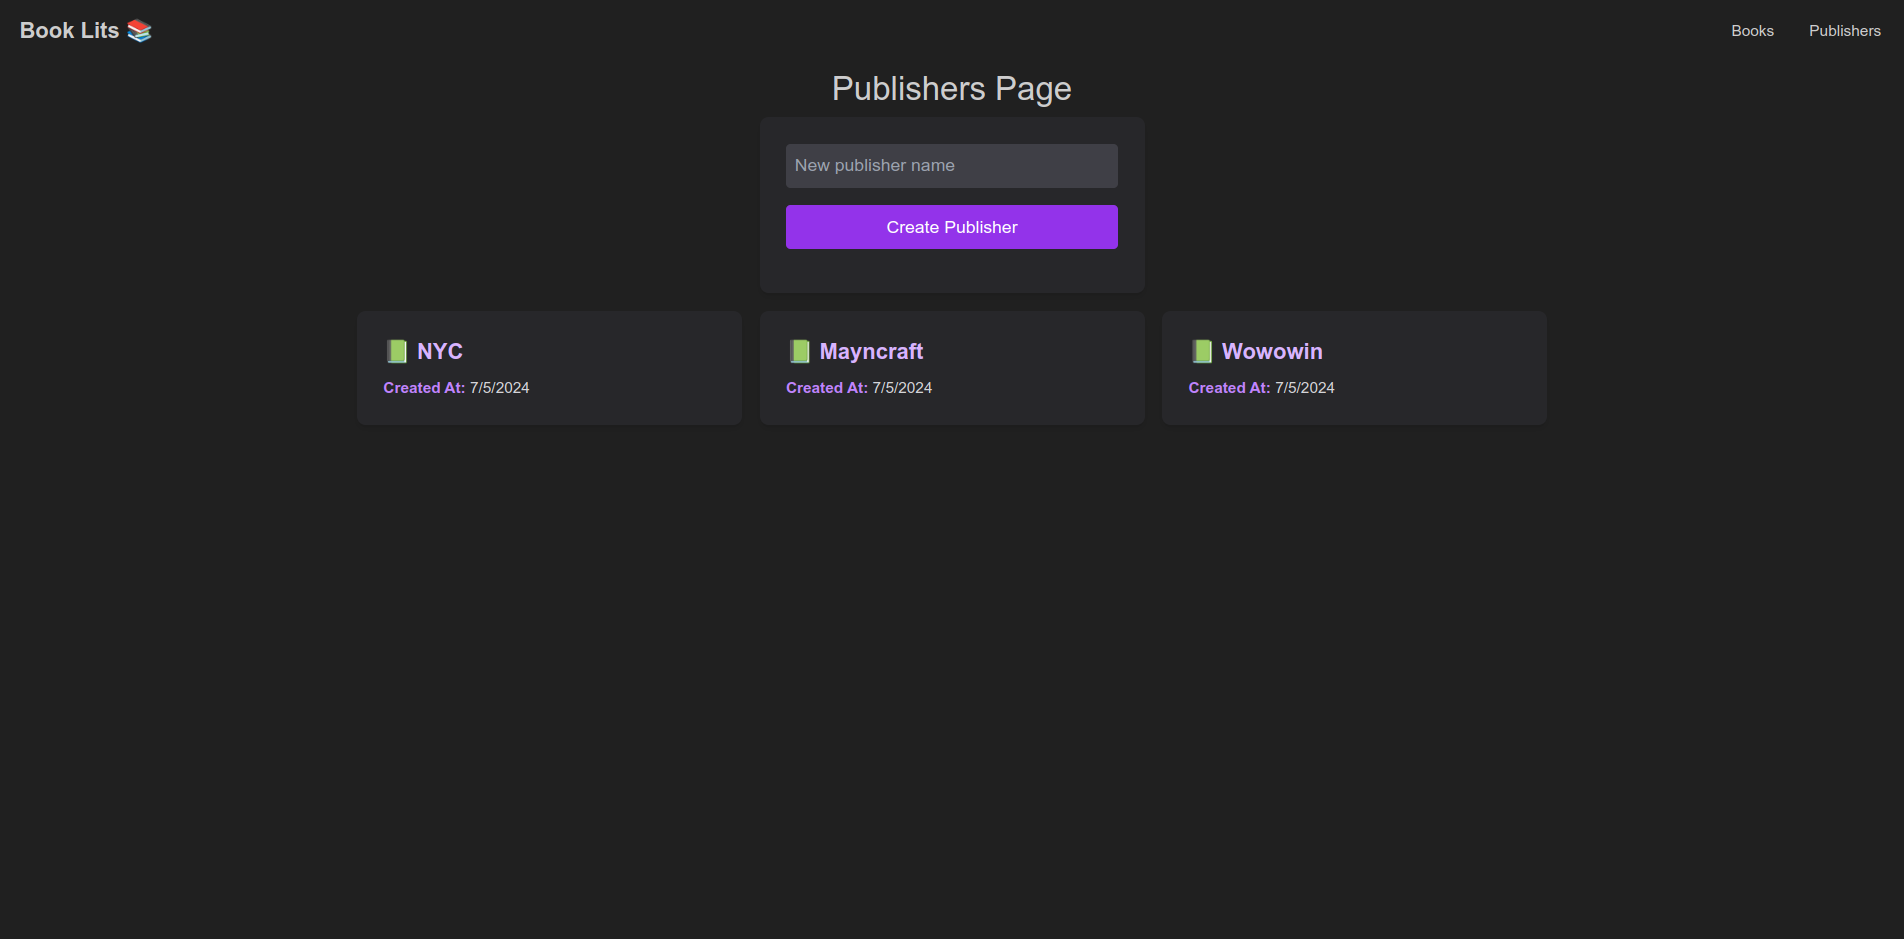 Book Lits 📚
Books
Publishers
Publishers Page
New publisher name
Create Publisher
📗 NYC
Created At: 7/5/2024
📗 Mayncraft
Created At: 7/5/2024
📗 Wowowin
Created At: 7/5/2024